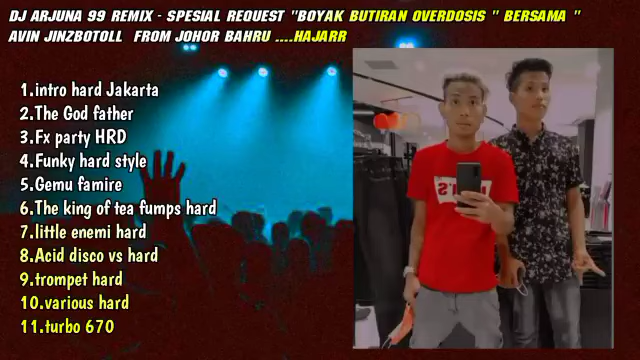 DJ ARJUNA 99 REMIX - SPESIAL REQUEST "BOYAK BUTIRAN OVERDOSIS " BERSAMA "
AVIN JINZBOTOLL FROM JOHOR BAHRU ....HAJARR
1.intro hard Jakarta
2.The God father
3.Fx party HRD
4.Funky hard style
5.Gemu famire
6.The king of tea fumps hard
7.little enemi hard
8.Acid disco vs hard
9.trompet hard
10.various hard
11.turbo 670